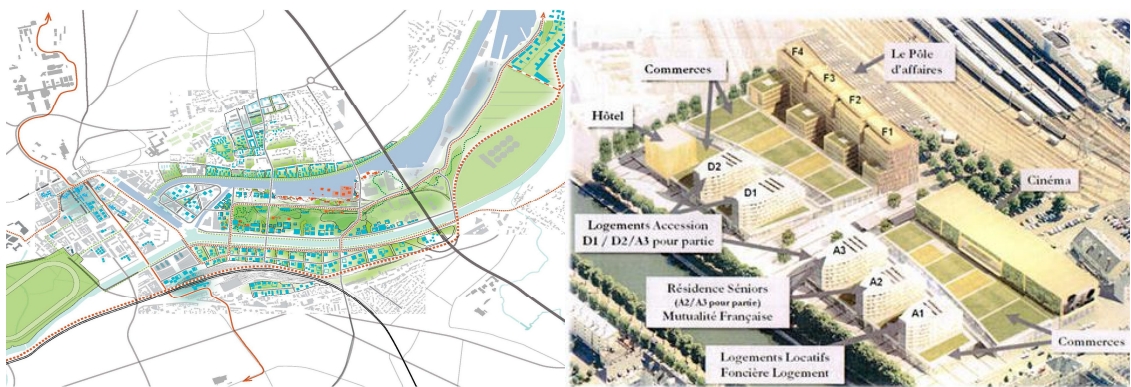 F4
Le Pôle
d'affaires
Commerces
F3
F2
Hôtel
F1
D2
D1
Cinéma
Logements Accession
D1 / D2/A3 pour partie
A3
Résidence Séniors
(A2/A3 pour partie)
Mutualité Française
A2
A1
Logements Locatifs
Foncière Logement
Commerces